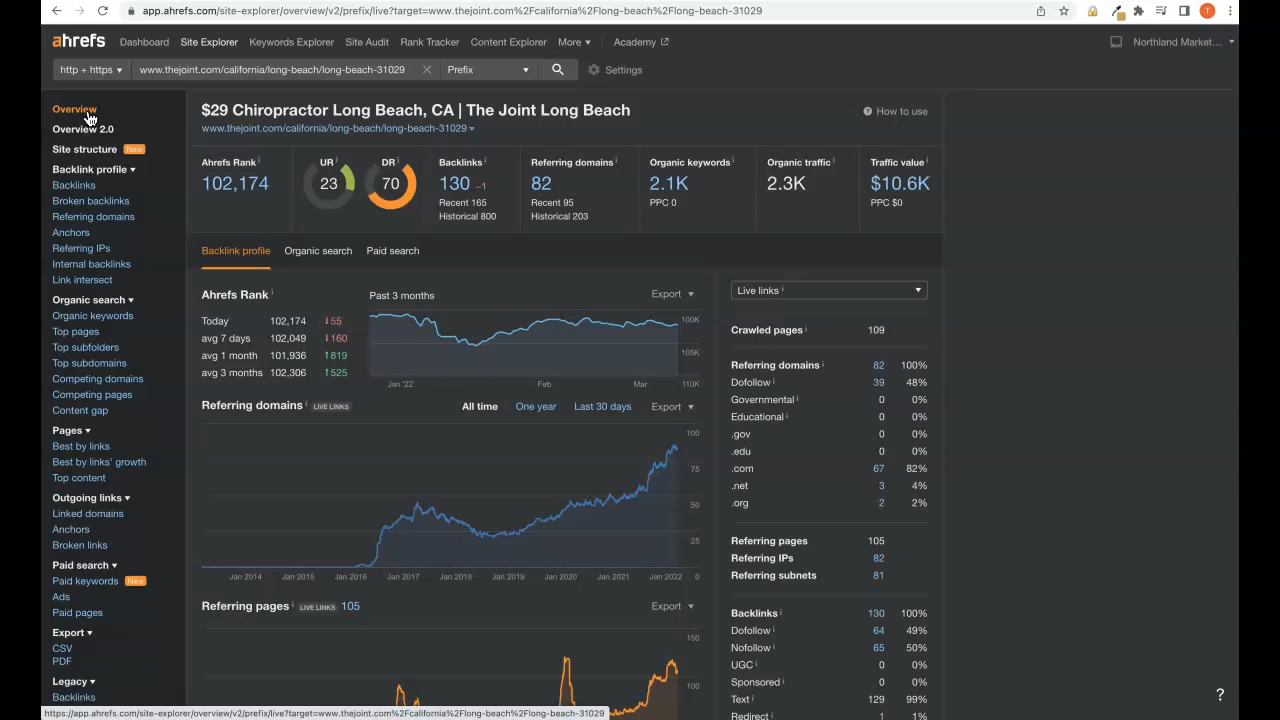 app.ahrefs.com/site-explorer/overview/v2/prefix/live?target=www.thejoint.com%2Fcalifornia%2Flong-beach%2Flong-beach-31029
T
ahrefs Dashboard Site Explorer Keywords Explorer Site Audit Rank Tracker Content Explorer More Academy Northland Market...
http + https www.thejoint.com/california/long-beach/long-beach-31029 Prefix Settings
Overview
Overview 2.0
Site structure New
Backlink profile
Backlinks
Broken backlinks
Referring domains
Anchors
Referring IPs
Internal backlinks
Link intersect
Organic search
Organic keywords
Top pages
Top subfolders
Top subdomains
Competing domains
Competing pages
Content gap
Pages
Best by links
Best by links' growth
Top content
Outgoing links
Linked domains
Anchors
Broken links
Paid search
Paid keywords New
Ads
Paid pages
Export
CSV
PDF
Legacy
Backlinks
$29 Chiropractor Long Beach, CA | The Joint Long Beach
How to use
www.thejoint.com/california/long-beach/long-beach-31029
Ahrefs Rank i
102,174
UR i
23
DR i
70
Backlinks i
130 –1
Recent 165
Historical 800
Referring domains i
82
Recent 95
Historical 203
Organic keywords i
2.1K
PPC 0
Organic traffic i
2.3K
Traffic value i
$10.6K
PPC $0
Backlink profile Organic search Paid search
Ahrefs Rank i
Past 3 months
Export
Today 102,174 ↓55
avg 7 days 102,049 ↓160
avg 1 month 101,936 ↑819
avg 3 months 102,306 ↑525
100K
105K
110K
Jan '22 Feb Mar
Referring domains i LIVE LINKS
All time One year Last 30 days Export
100
75
50
25
0
Jan 2014 Jan 2015 Jan 2016 Jan 2017 Jan 2018 Jan 2019 Jan 2020 Jan 2021 Jan 2022
Referring pages i LIVE LINKS 105
Export
150
100
Live links i
Crawled pages i 109
Referring domains i 82 100%
Dofollow i 39 48%
Governmental i 0 0%
Educational i 0 0%
.gov 0 0%
.edu 0 0%
.com 67 82%
.net 3 4%
.org 2 2%
Referring pages 105
Referring IPs 82
Referring subnets 81
Backlinks i 130 100%
Dofollow i 64 49%
Nofollow i 65 50%
UGC i 0 0%
Sponsored i 0 0%
Text i 129 99%
Redirect i 1 1%
?
https://app.ahrefs.com/site-explorer/overview/v2/prefix/live?target=www.thejoint.com%2Fcalifornia%2Flong-beach%2Flong-beach-31029